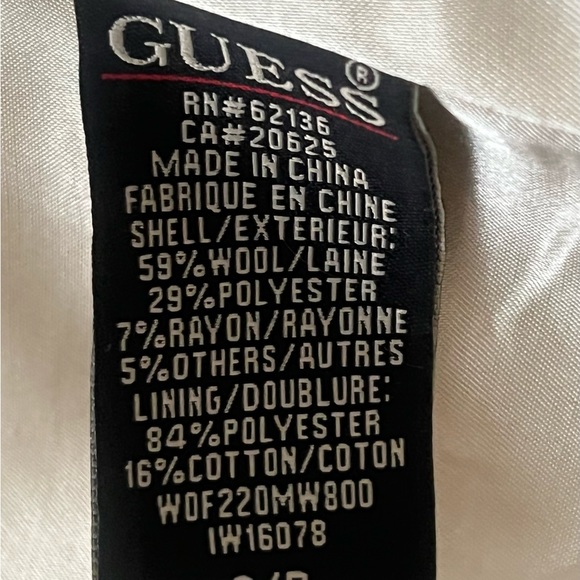 GUESS®
RN#62136
CA#20625
MADE IN CHINA
FABRIQUE EN CHINE
SHELL/EXTERIEUR:
59%WOOL/LAINE
29%POLYESTER
7%RAYON/RAYONNE
5%OTHERS/AUTRES
LINING/DOUBLURE:
84%POLYESTER
16%COTTON/COTON
W0F220MW800
IW16078